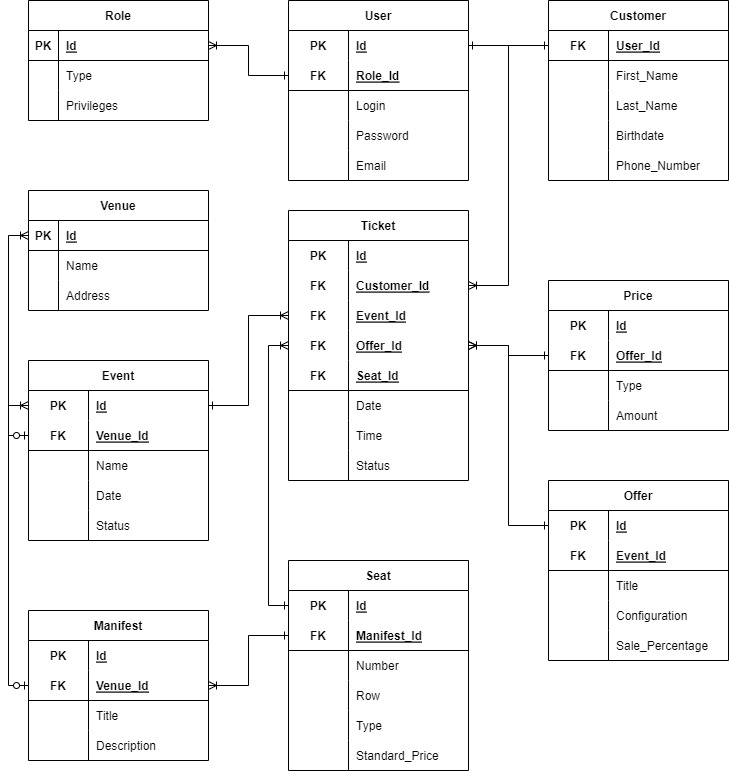 Role
PK Id
Type
Privileges
User
PK Id
FK Role_Id
Login
Password
Email
Customer
FK User_Id
First_Name
Last_Name
Birthdate
Phone_Number
Venue
PK Id
Name
Address
Ticket
PK Id
FK Customer_Id
FK Event_Id
FK Offer_Id
FK Seat_Id
Date
Time
Status
Price
PK Id
FK Offer_Id
Type
Amount
Event
PK Id
FK Venue_Id
Name
Date
Status
Offer
PK Id
FK Event_Id
Title
Configuration
Sale_Percentage
Seat
PK Id
FK Manifest_Id
Number
Row
Type
Standard_Price
Manifest
PK Id
FK Venue_Id
Title
Description